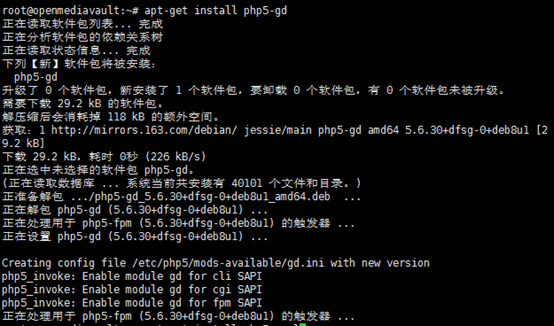 root@openmediavault:~# apt-get install php5-gd
正在读取软件包列表... 完成
正在分析软件包的依赖关系树
正在读取状态信息... 完成
下列【新】软件包将被安装：
php5-gd
升级了 0 个软件包，新安装了 1 个软件包，要卸载 0 个软件包，有 0 个软件包未被升级。
需要下载 29.2 kB 的软件包。
解压缩后会消耗掉 118 kB 的额外空间。
获取：1 http://mirrors.163.com/debian/ jessie/main php5-gd amd64 5.6.30+dfsg-0+deb8u1 [2
9.2 kB]
下载 29.2 kB，耗时 0秒 (226 kB/s)
正在选中未选择的软件包 php5-gd。
(正在读取数据库 ... 系统当前共安装有 40101 个文件和目录。)
正准备解包 .../php5-gd_5.6.30+dfsg-0+deb8u1_amd64.deb ...
正在解包 php5-gd (5.6.30+dfsg-0+deb8u1) ...
正在处理用于 php5-fpm (5.6.30+dfsg-0+deb8u1) 的触发器 ...
正在设置 php5-gd (5.6.30+dfsg-0+deb8u1) ...
Creating config file /etc/php5/mods-available/gd.ini with new version
php5_invoke: Enable module gd for cli SAPI
php5_invoke: Enable module gd for cgi SAPI
php5_invoke: Enable module gd for fpm SAPI
正在处理用于 php5-fpm (5.6.30+dfsg-0+deb8u1) 的触发器 ...